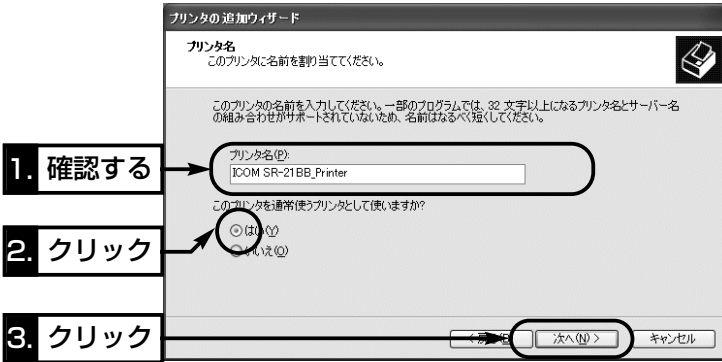 プリンタの追加ウィザード
プリンタ名
このプリンタに名前を割り当ててください。
このプリンタの名前を入力してください。一部のプログラムでは、32 文字以上になるプリンタ名とサーバー名
の組み合わせがサポートされていないため、名前はなるべく短くしてください。
1. 確認する
プリンタ名(P):
ICOM SR-21BB_Printer
このプリンタを通常使うプリンタとして使いますか?
2. クリック
はい(Y)
いいえ(O)
3. クリック
< 戻る(B)
次へ(N) >
キャンセル